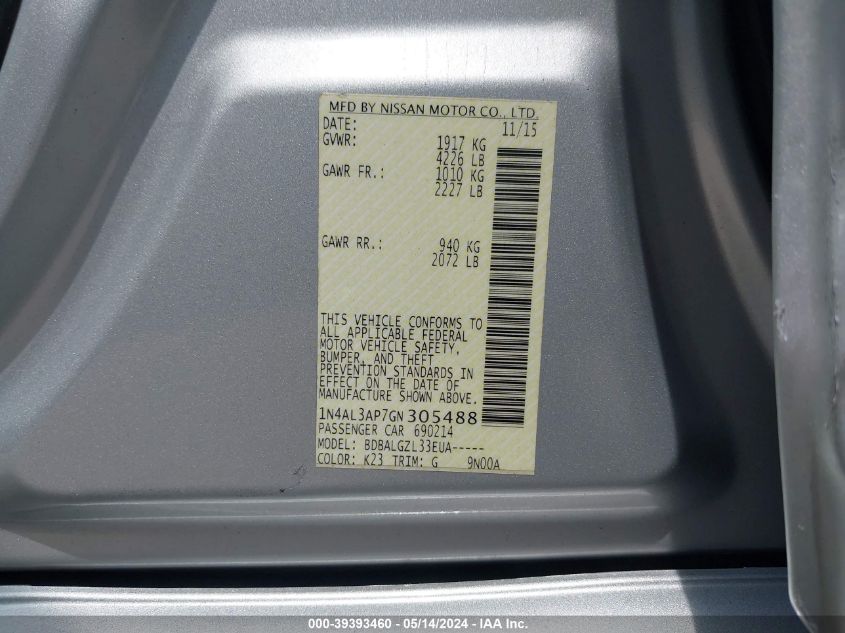 MFD BY NISSAN MOTOR CO., LTD.
DATE: 11/15
GVWR: 1917 KG
4226 LB
GAWR FR.: 1010 KG
2227 LB
GAWR RR.: 940 KG
2072 LB
THIS VEHICLE CONFORMS TO
ALL APPLICABLE FEDERAL
MOTOR VEHICLE SAFETY,
BUMPER, AND THEFT
PREVENTION STANDARDS IN
EFFECT ON THE DATE OF
MANUFACTURE SHOWN ABOVE.
1N4AL3AP7GN305488
PASSENGER CAR 690214
MODEL: BDBALGZL33EUA-----
COLOR: K23 TRIM: G 9N00A
000-39393460 - 05/14/2024 - IAA Inc.